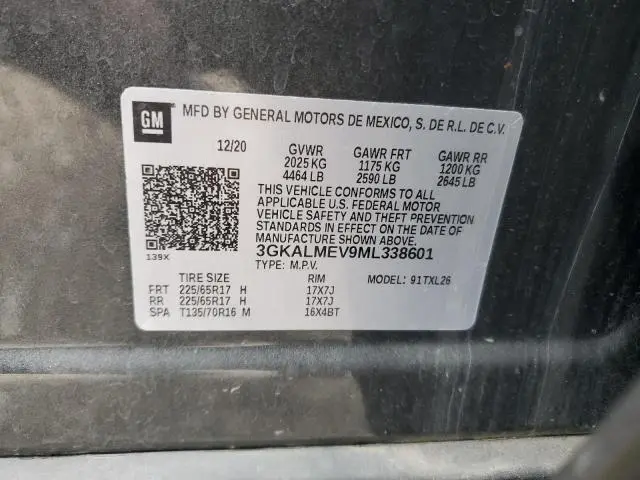 GM MFD BY GENERAL MOTORS DE MEXICO, S. DE R.L. DE C.V.
12/20 GVWR GAWR FRT GAWR RR
2025 KG 1175 KG 1200 KG
4464 LB 2590 LB 2645 LB
THIS VEHICLE CONFORMS TO ALL
APPLICABLE U.S. FEDERAL MOTOR
VEHICLE SAFETY AND THEFT PREVENTION
STANDARDS IN EFFECT ON THE DATE OF
MANUFACTURE SHOWN ABOVE.
139X 3GKALMEV9ML338601
TYPE: M.P.V. MODEL: 91TXL26
TIRE SIZE RIM
FRT 225/65R17 H 17X7J
RR 225/65R17 H 17X7J
SPA T135/70R16 M 16X4BT